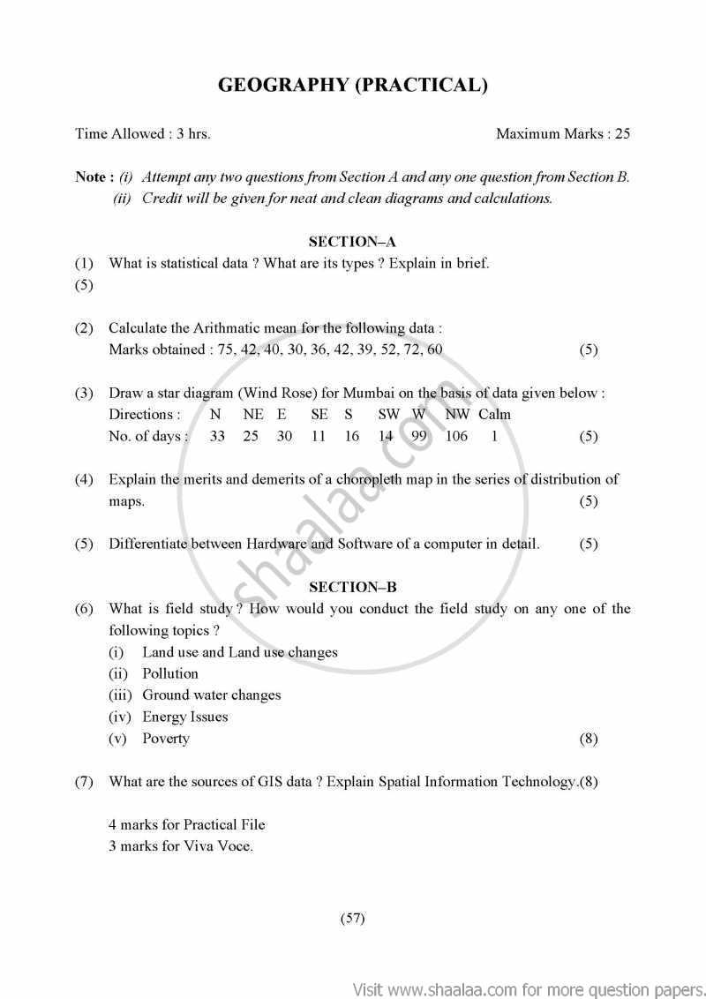 GEOGRAPHY (PRACTICAL)
Time Allowed : 3 hrs. Maximum Marks : 25
Note : (i) Attempt any two questions from Section A and any one question from Section B.
(ii) Credit will be given for neat and clean diagrams and calculations.
SECTION–A
(1) What is statistical data ? What are its types ? Explain in brief.
(5)
(2) Calculate the Arithmatic mean for the following data :
Marks obtained : 75, 42, 40, 30, 36, 42, 39, 52, 72, 60 (5)
(3) Draw a star diagram (Wind Rose) for Mumbai on the basis of data given below :
Directions : N NE E SE S SW W NW Calm
No. of days : 33 25 30 11 16 14 99 106 1 (5)
(4) Explain the merits and demerits of a choropleth map in the series of distribution of
maps. (5)
(5) Differentiate between Hardware and Software of a computer in detail. (5)
SECTION–B
(6) What is field study ? How would you conduct the field study on any one of the
following topics ?
(i) Land use and Land use changes
(ii) Pollution
(iii) Ground water changes
(iv) Energy Issues
(v) Poverty (8)
(7) What are the sources of GIS data ? Explain Spatial Information Technology.(8)
4 marks for Practical File
3 marks for Viva Voce.
(57)
shaalaa.com
Visit www.shaalaa.com for more question papers.